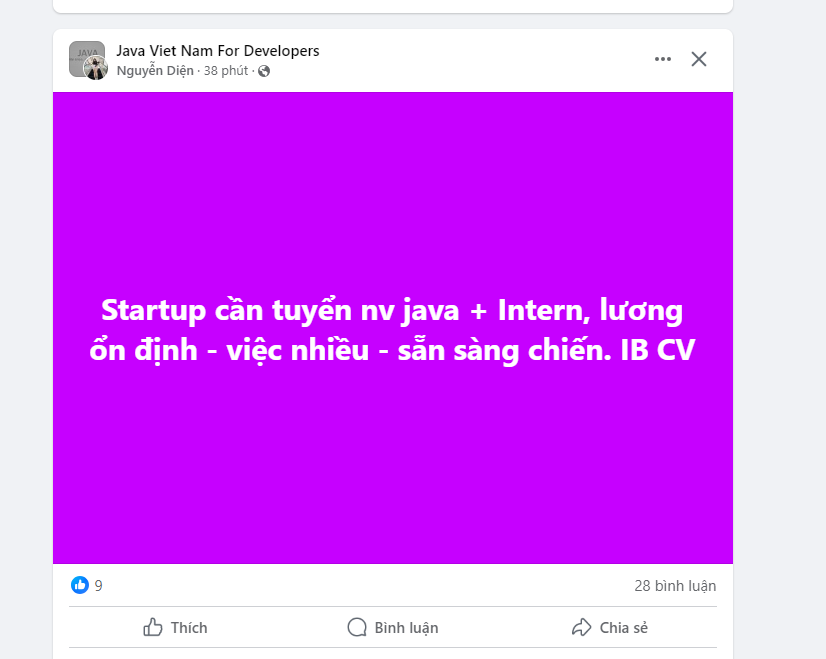 JAVA
Java Viet Nam For Developers
Nguyễn Diện · 38 phút ·
Startup cần tuyển nv java + Intern, lương
ổn định - việc nhiều - sẵn sàng chiến. IB CV
9
28 bình luận
Thích
Bình luận
Chia sẻ